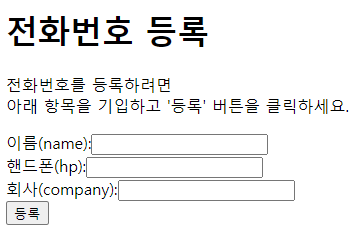 전화번호 등록
전화번호를 등록하려면
아래 항목을 기입하고 '등록' 버튼을 클릭하세요.
이름(name):
핸드폰(hp):
회사(company):
등록